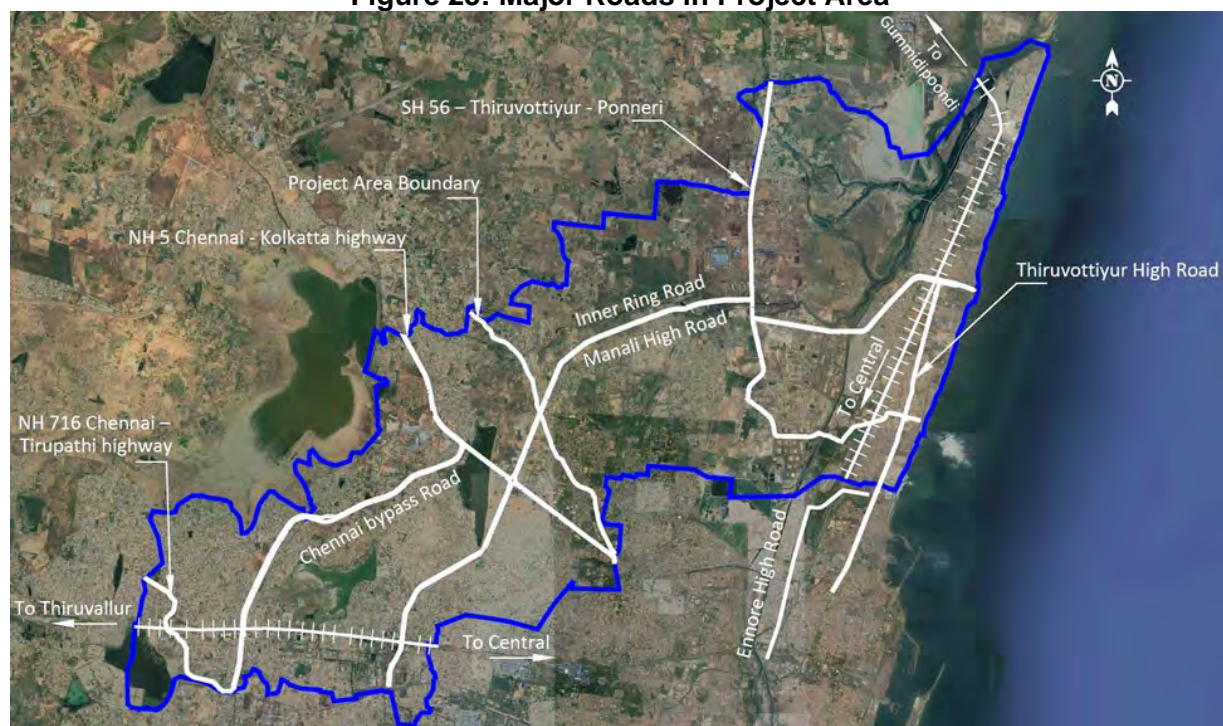 Figure 25: Major Roads in Project Area
To
Gummidipoondi
N
SH 56 – Thiruvottiyur - Ponneri
Project Area Boundary
NH 5 Chennai - Kolkatta highway
Thiruvottiyur High Road
Inner Ring Road
Manali High Road
To Central
NH 716 Chennai –
Tirupathi highway
Chennai bypass Road
Ennore High Road
To Thiruvallur
To Central